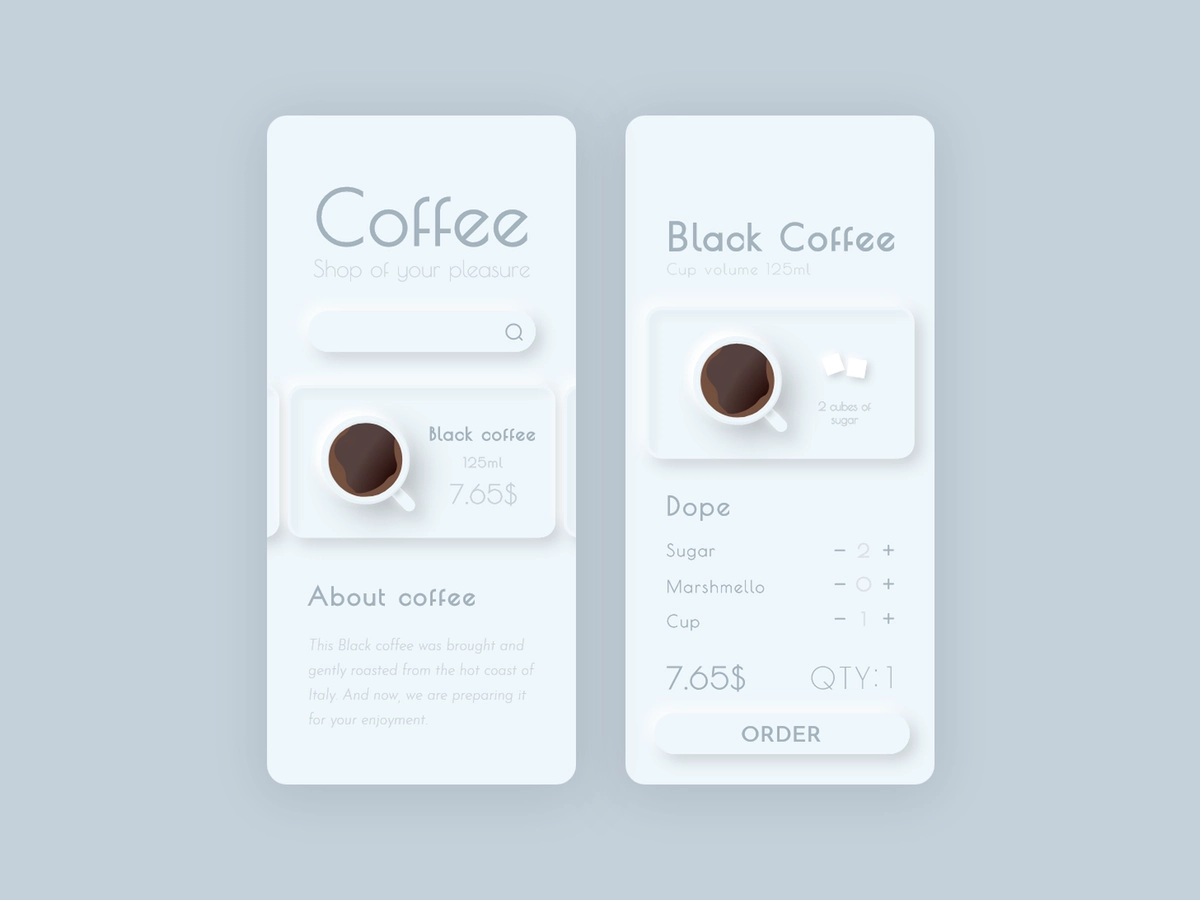 Coffee
Shop of your pleasure
Black coffee
125ml
7.65$
About coffee
This Black coffee was brought and
gently roasted from the hot coast of
Italy. And now, we are preparing it
for your enjoyment.
Black Coffee
Cup volume 125ml
2 cubes of
sugar
Dope
Sugar − 2 +
Marshmello − 0 +
Cup − 1 +
7.65$ QTY:1
ORDER